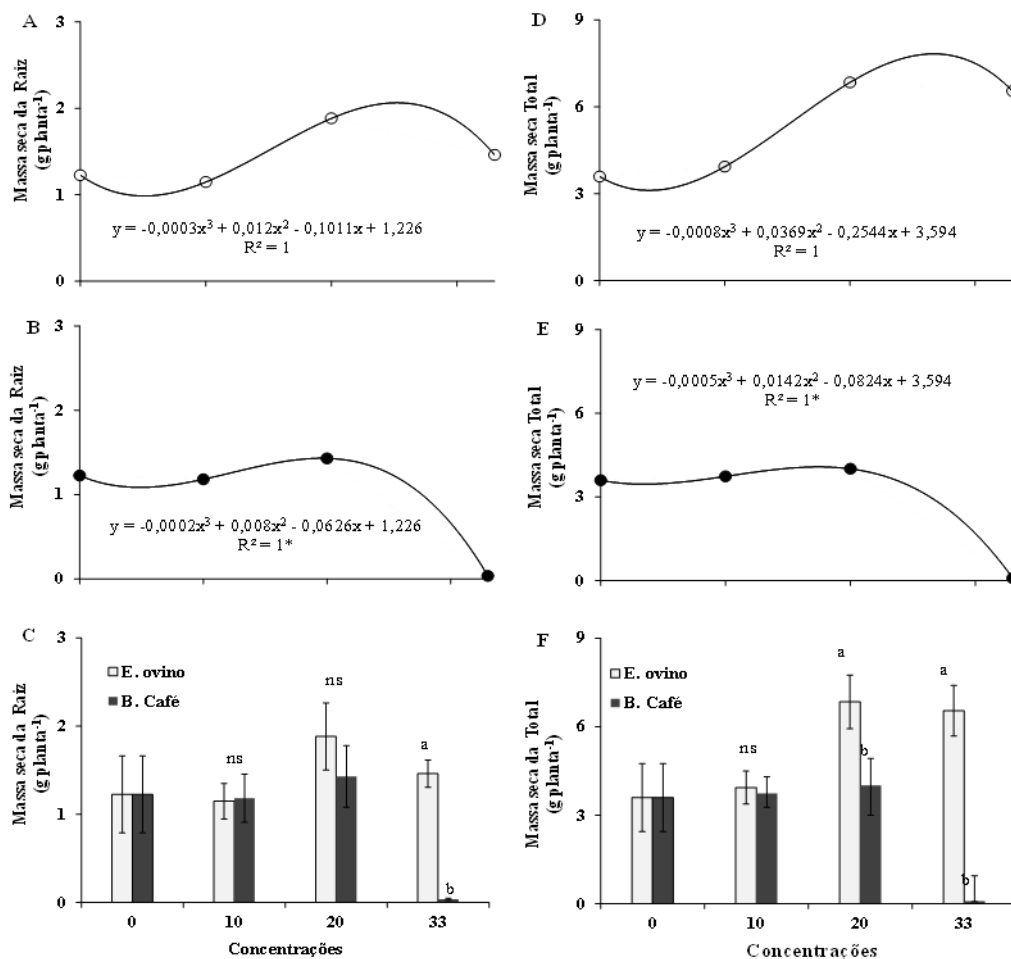 A
Massa seca da Raiz
(g planta⁻¹)
3
2
1
0
y = -0,0003x³ + 0,012x² - 0,1011x + 1,226
R² = 1
D
Massa seca Total
(g planta⁻¹)
9
6
3
0
y = -0,0008x³ + 0,0369x² - 0,2544x + 3,594
R² = 1
B
Massa seca da Raiz
(g planta⁻¹)
3
2
1
0
y = -0,0002x³ + 0,008x² - 0,0626x + 1,226
R² = 1*
E
Massa seca Total
(g planta⁻¹)
9
6
3
0
y = -0,0005x³ + 0,0142x² - 0,0824x + 3,594
R² = 1*
C
Massa seca da Raiz
(g planta⁻¹)
3
2
1
0
E. ovino
B. Café
ns
ns
a
b
0 10 20 33
Concentrações
F
Massa seca da Total
(g planta⁻¹)
9
6
3
0
E. ovino
B. Café
ns
a
b
a
b
0 10 20 33
Concentrações